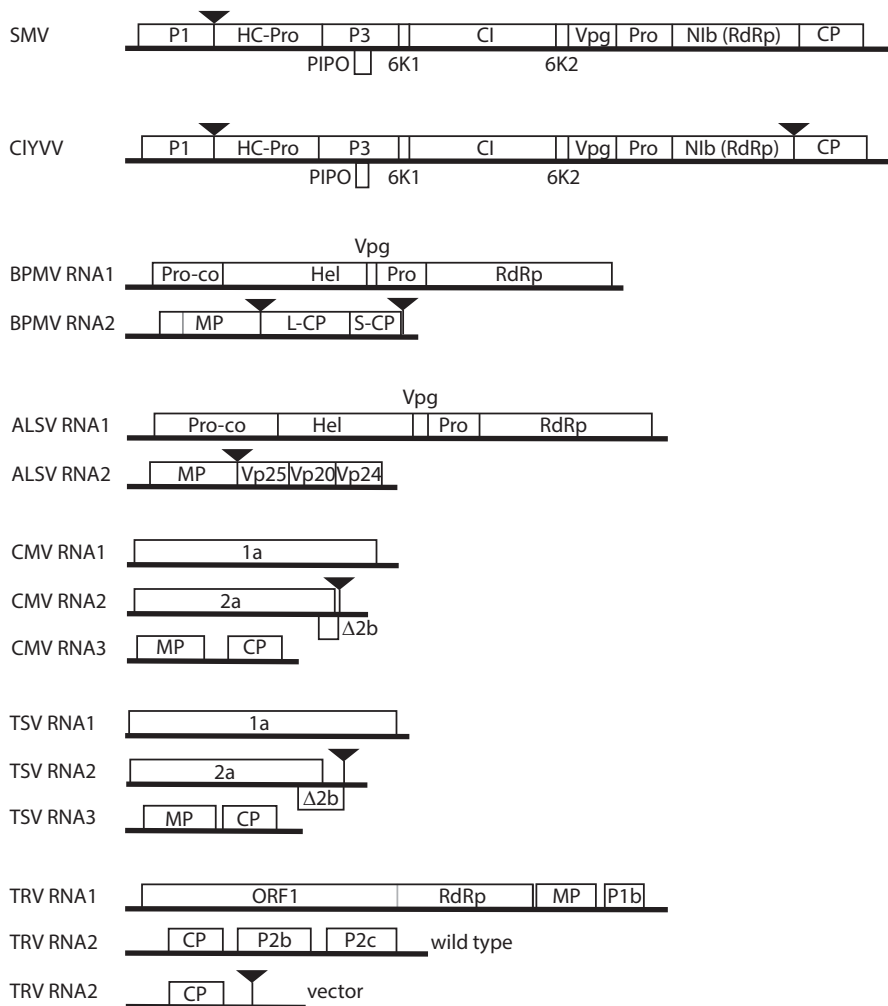 SMV P1 HC-Pro P3 CI Vpg Pro NIb (RdRp) CP
PIPO 6K1 6K2
ClYVV P1 HC-Pro P3 CI Vpg Pro NIb (RdRp) CP
PIPO 6K1 6K2
Vpg
BPMV RNA1 Pro-co Hel Pro RdRp
BPMV RNA2 MP L-CP S-CP
Vpg
ALSV RNA1 Pro-co Hel Pro RdRp
ALSV RNA2 MP Vp25 Vp20 Vp24
CMV RNA1 1a
CMV RNA2 2a
Δ2b
CMV RNA3 MP CP
TSV RNA1 1a
TSV RNA2 2a
Δ2b
TSV RNA3 MP CP
TRV RNA1 ORF1 RdRp MP P1b
TRV RNA2 CP P2b P2c wild type
TRV RNA2 CP vector